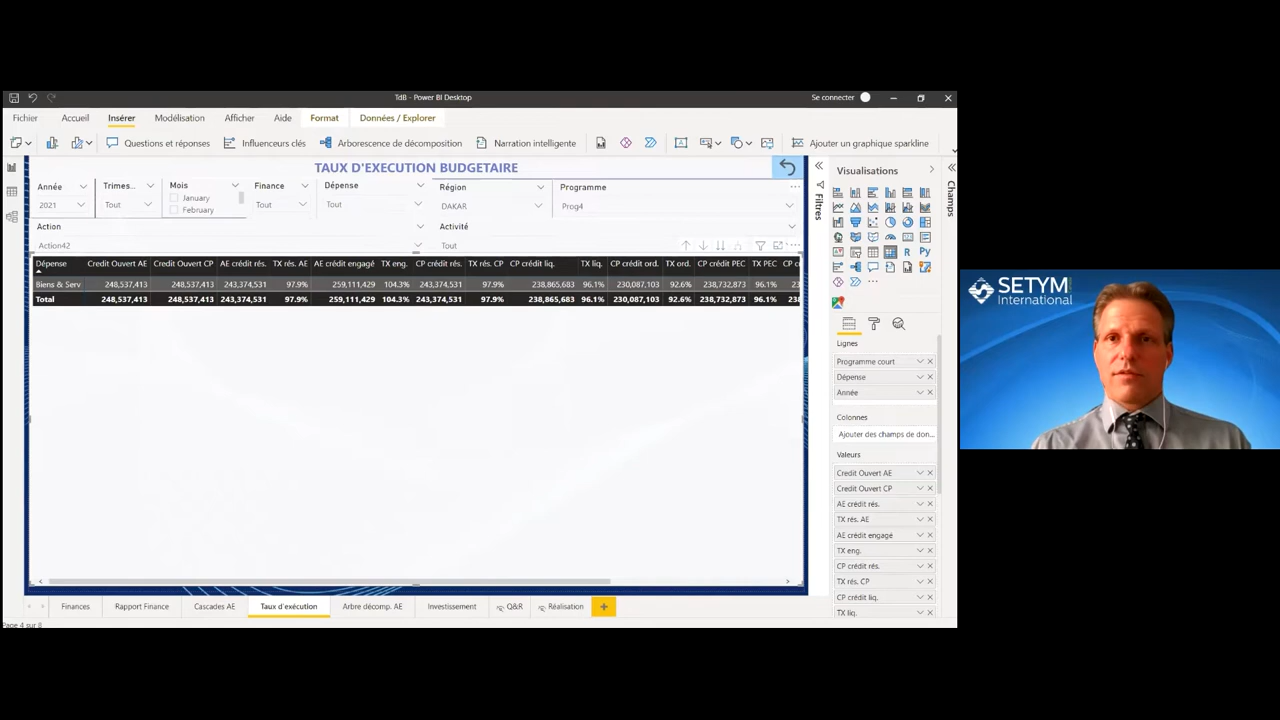 TdB - Power BI Desktop
Se connecter
Fichier Accueil Insérer Modélisation Afficher Aide Format Données / Explorer
Questions et réponses Influenceurs clés Arborescence de décomposition Narration intelligente Ajouter un graphique sparkline
TAUX D'EXECUTION BUDGETAIRE
Année
2021
Trimes...
Tout
Mois
January
February
Finance
Tout
Dépense
Tout
Région
DAKAR
Programme
Prog4
Action
Action42
Activité
Tout
Dépense Credit Ouvert AE Credit Ouvert CP AE crédit rés. TX rés. AE AE crédit engagé TX eng. CP crédit rés. TX rés. CP CP crédit liq. TX liq. CP crédit ord. TX ord. CP crédit PEC TX PEC CP c
Biens & Serv 248,537,413 248,537,413 243,374,531 97.9% 259,111,429 104.3% 243,374,531 97.9% 238,865,683 96.1% 230,087,103 92.6% 238,732,873 96.1% 23
Total 248,537,413 248,537,413 243,374,531 97.9% 259,111,429 104.3% 243,374,531 97.9% 238,865,683 96.1% 230,087,103 92.6% 238,732,873 96.1% 23
Filtres
Visualisations
Champs
R Py
Lignes
Programme court
Dépense
Année
Colonnes
Ajouter des champs de don...
Valeurs
Credit Ouvert AE
Credit Ouvert CP
AE crédit rés.
TX rés. AE
AE crédit engagé
TX eng.
CP crédit rés.
TX rés. CP
CP crédit liq.
TX liq.
Finances Rapport Finance Cascades AE Taux d'exécution Arbre décomp. AE Investissement Q&R Réalisation +
Page 4 sur 8
SETYM
International